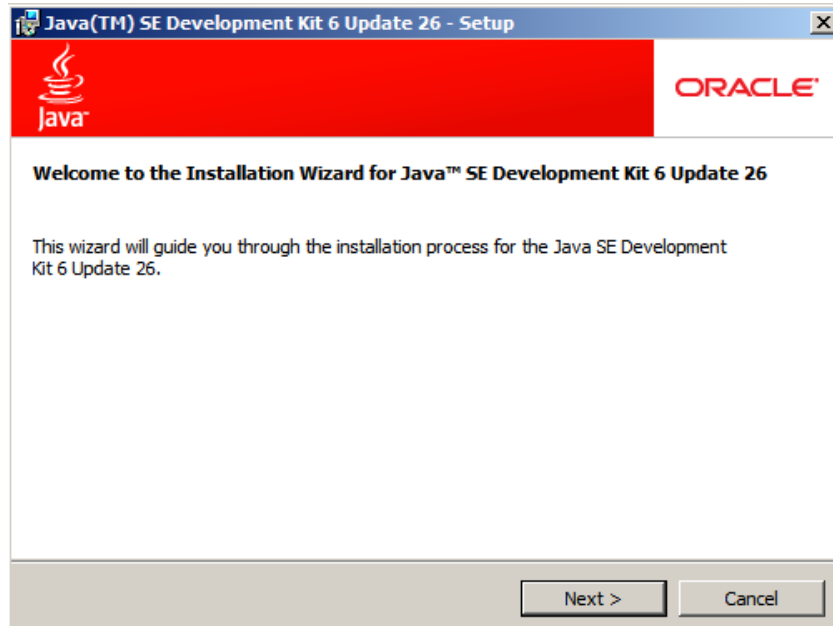 Java(TM) SE Development Kit 6 Update 26 - Setup
Java™
ORACLE®
Welcome to the Installation Wizard for Java™ SE Development Kit 6 Update 26
This wizard will guide you through the installation process for the Java SE Development
Kit 6 Update 26.
Next >
Cancel